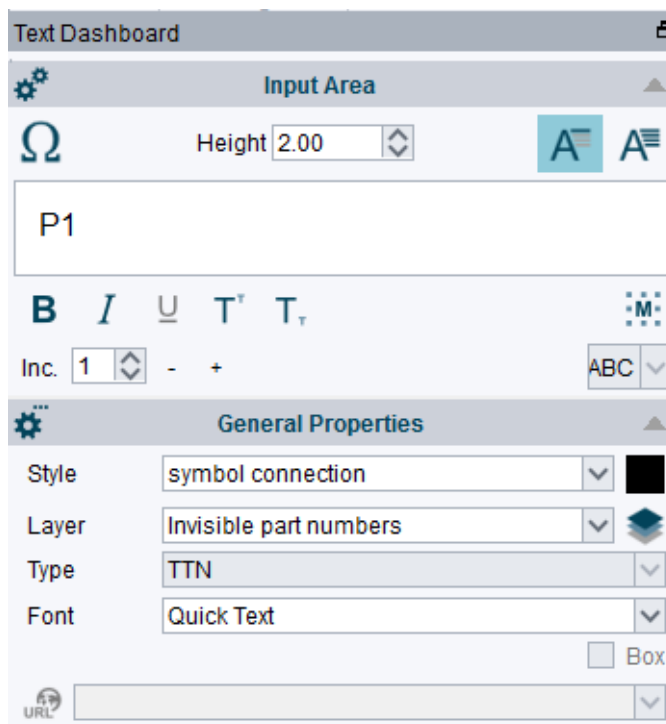 Text Dashboard
Input Area
Ω Height 2.00 A A
P1
B I U T T T T M
Inc. 1 - + ABC
General Properties
Style symbol connection
Layer Invisible part numbers
Type TTN
Font Quick Text
Box
URL